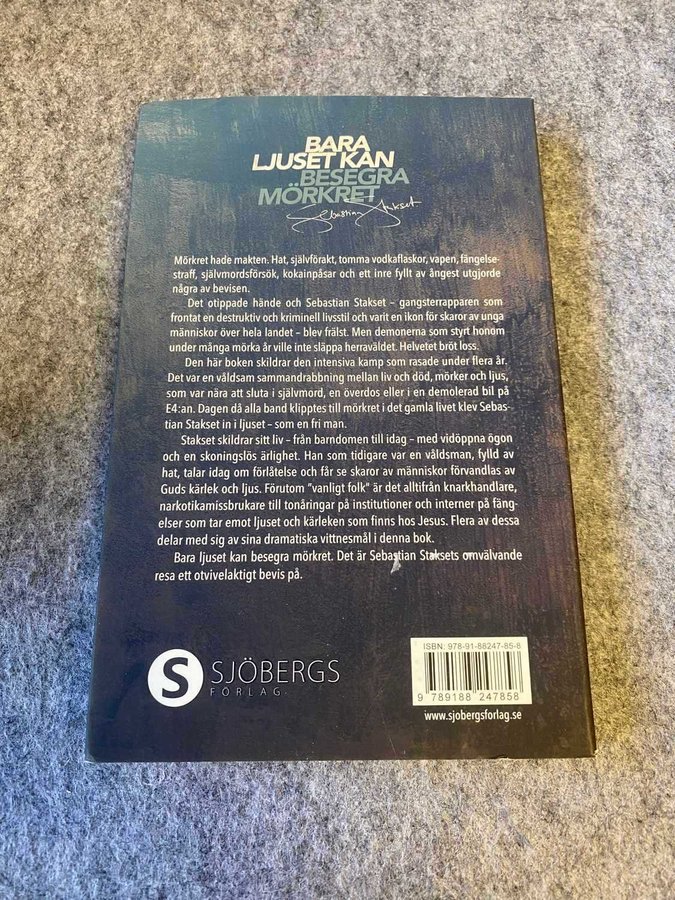 BARA
LJUSET KAN
BESEGRA
MÖRKRET
Sebastian Stakset
Mörkret hade makten. Hat, självförakt, tomma vodkaflaskor, vapen, fängelse-
straff, självmordsförsök, kokainpåsar och ett inre fyllt av ångest utgjorde
några av bevisen.
Det otippade hände och Sebastian Stakset – gangsterrapparen som
frontat en destruktiv och kriminell livsstil och varit en ikon för skaror av unga
människor över hela landet – blev frälst. Men demonerna som styrt honom
under många mörka år ville inte släppa herraväldet. Helvetet bröt loss.
Den här boken skildrar den intensiva kamp som rasade under flera år.
Det var en våldsam sammandrabbning mellan liv och död, mörker och ljus,
som var nära att sluta i självmord, en överdos eller i en demolerad bil på
E4:an. Dagen då alla band klipptes till mörkret i det gamla livet klev Sebas-
tian Stakset in i ljuset – som en fri man.
Stakset skildrar sitt liv – från barndomen till idag – med vidöppna ögon
och en skoningslös ärlighet. Han som tidigare var en våldsman, fylld av
hat, talar idag om förlåtelse och får se skaror av människor förvandlas av
Guds kärlek och ljus. Förutom ”vanligt folk” är det alltifrån knarkhandlare,
narkotikamissbrukare till tonåringar på institutioner och interner på fäng-
elser som tar emot ljuset och kärleken som finns hos Jesus. Flera av dessa
delar med sig av sina dramatiska vittnesmål i denna bok.
Bara ljuset kan besegra mörkret. Det är Sebastian Staksets omvälvande
resa ett otvivelaktigt bevis på.
S SJÖBERGS
FÖRLAG.
ISBN: 978-91-88247-85-8
9 789188 247858
www.sjobergsforlag.se